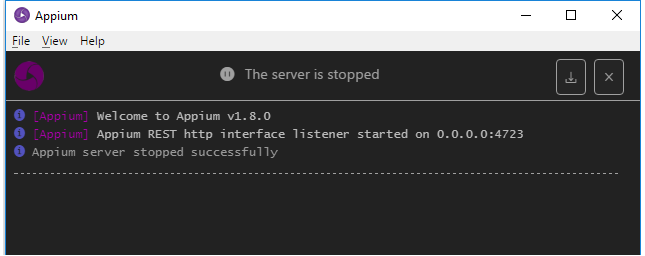 Appium
File View Help
The server is stopped
[Appium] Welcome to Appium v1.8.0
[Appium] Appium REST http interface listener started on 0.0.0.0:4723
Appium server stopped successfully